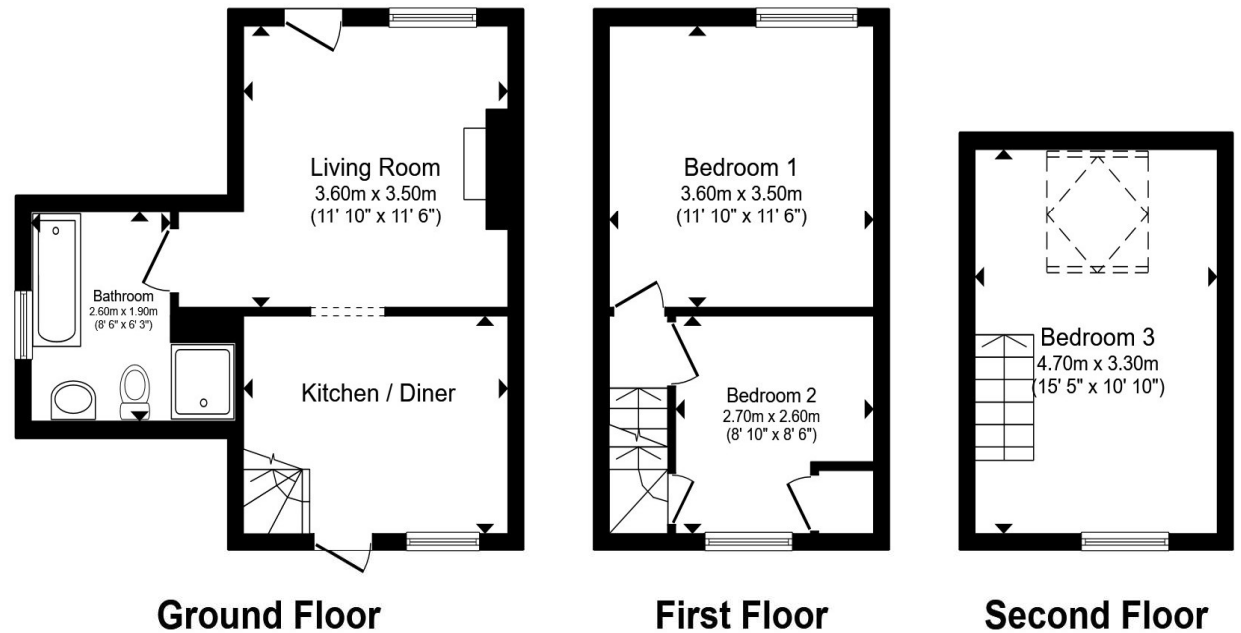 Living Room
3.60m x 3.50m
(11' 10" x 11' 6")
Bathroom
2.60m x 1.90m
(8' 6" x 6' 3")
Kitchen / Diner
Ground Floor
Bedroom 1
3.60m x 3.50m
(11' 10" x 11' 6")
Bedroom 2
2.70m x 2.60m
(8' 10" x 8' 6")
First Floor
Bedroom 3
4.70m x 3.30m
(15' 5" x 10' 10")
Second Floor